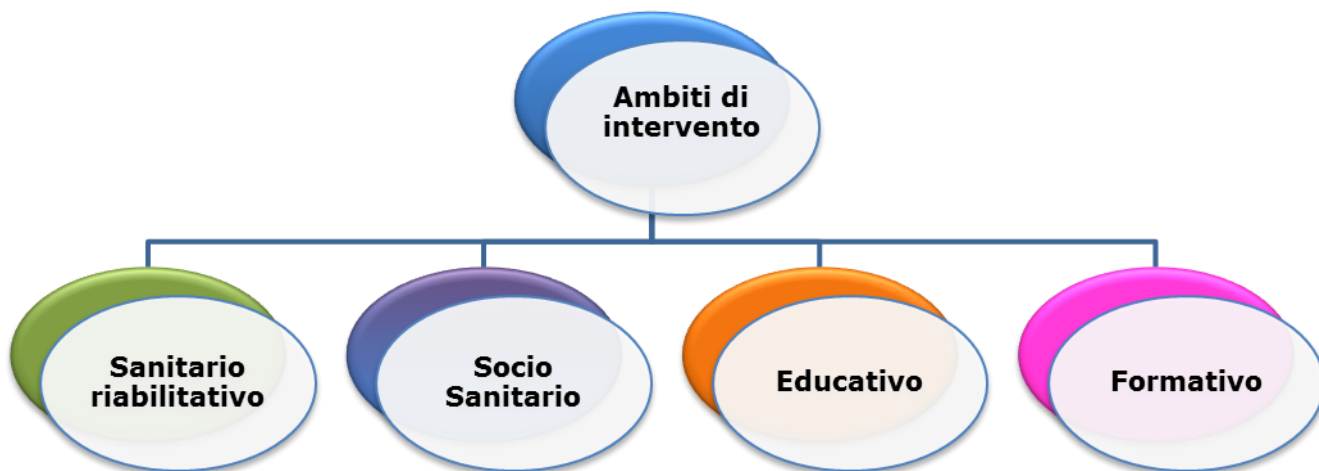 Ambiti di
intervento
Sanitario
riabilitativo
Socio
Sanitario
Educativo
Formativo